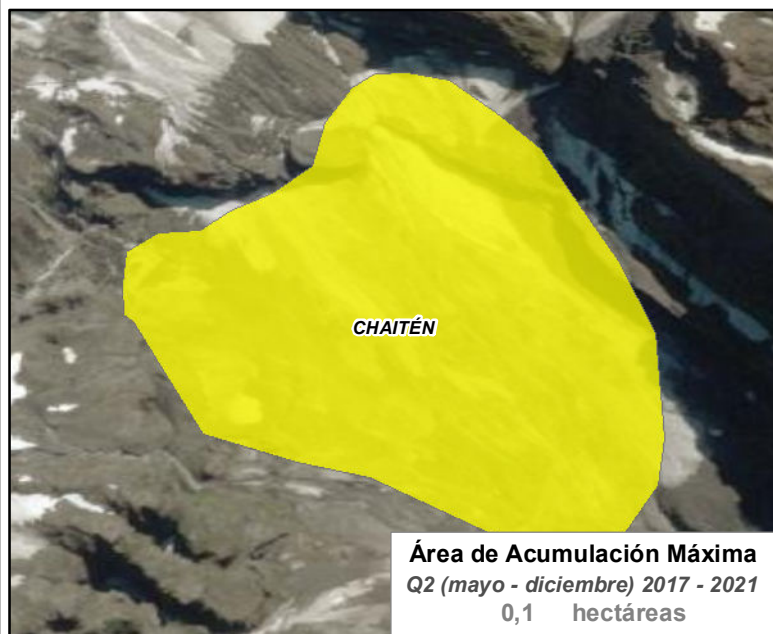 CHAITÉN
Área de Acumulación Máxima
Q2 (mayo - diciembre) 2017 - 2021
0,1 hectáreas